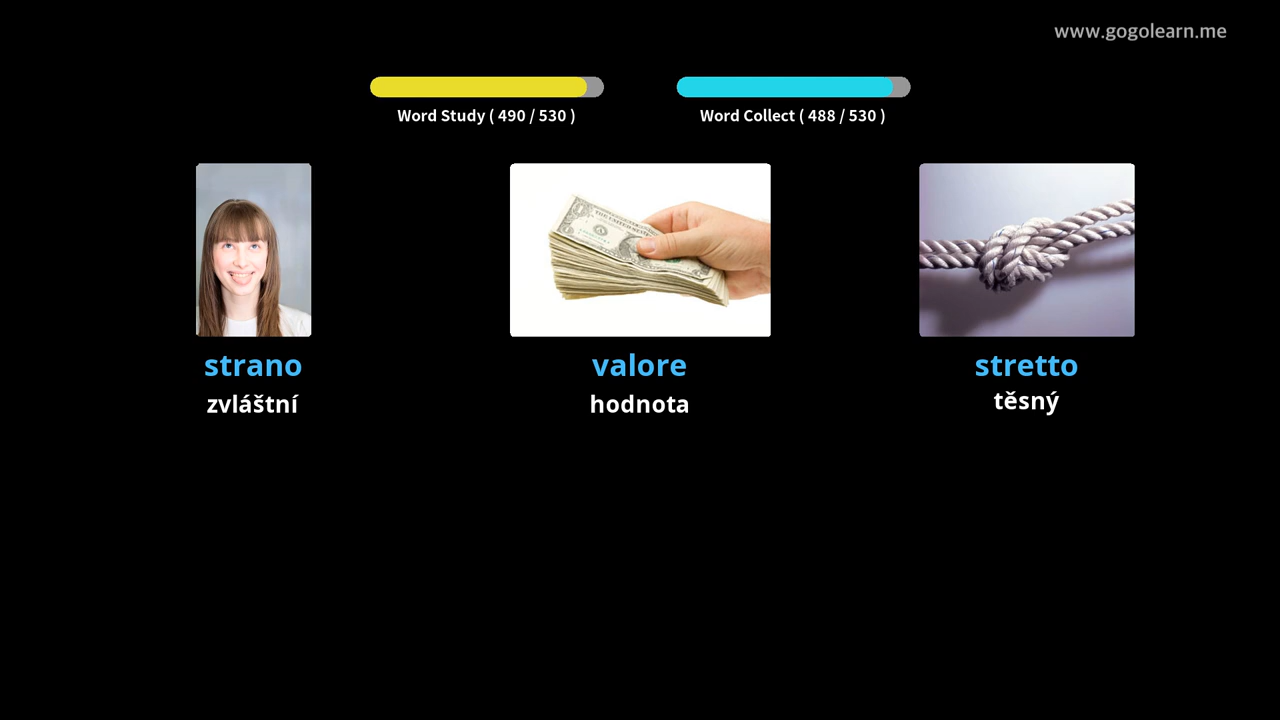 www.gogolearn.me
Word Study ( 490 / 530 )
Word Collect ( 488 / 530 )
strano
zvláštní
valore
hodnota
stretto
těsný